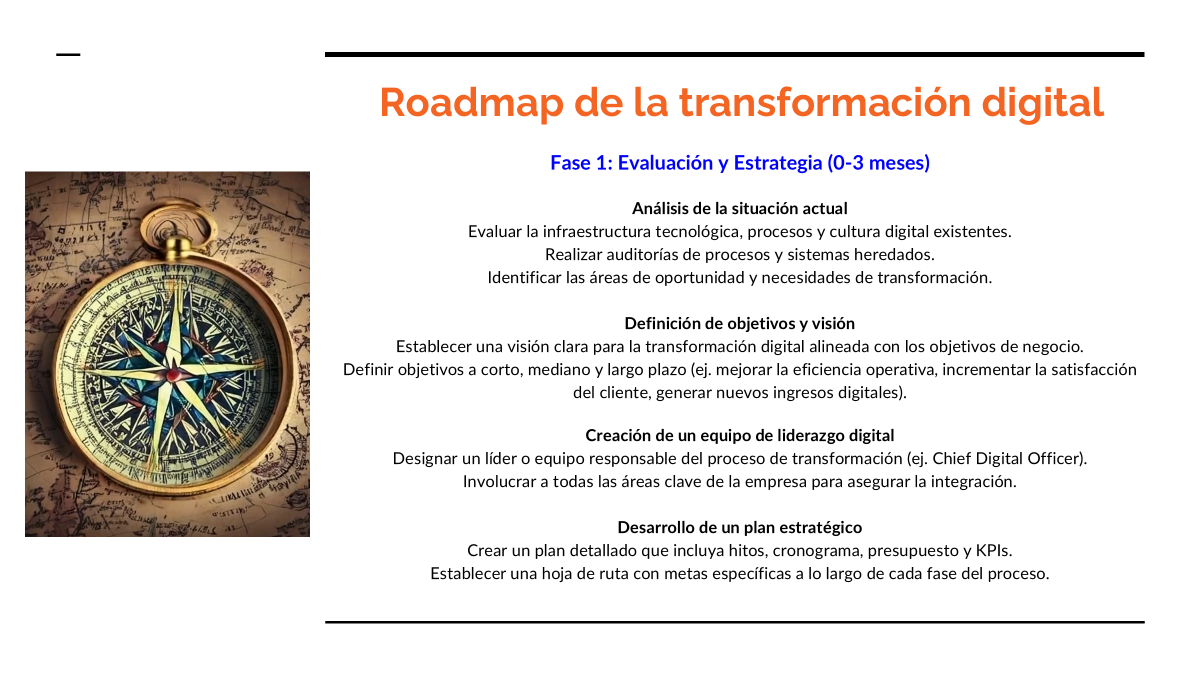 Roadmap de la transformación digital
Fase 1: Evaluación y Estrategia (0-3 meses)
Análisis de la situación actual
Evaluar la infraestructura tecnológica, procesos y cultura digital existentes.
Realizar auditorías de procesos y sistemas heredados.
Identificar las áreas de oportunidad y necesidades de transformación.
Definición de objetivos y visión
Establecer una visión clara para la transformación digital alineada con los objetivos de negocio.
Definir objetivos a corto, mediano y largo plazo (ej. mejorar la eficiencia operativa, incrementar la satisfacción
del cliente, generar nuevos ingresos digitales).
Creación de un equipo de liderazgo digital
Designar un líder o equipo responsable del proceso de transformación (ej. Chief Digital Officer).
Involucrar a todas las áreas clave de la empresa para asegurar la integración.
Desarrollo de un plan estratégico
Crear un plan detallado que incluya hitos, cronograma, presupuesto y KPIs.
Establecer una hoja de ruta con metas específicas a lo largo de cada fase del proceso.